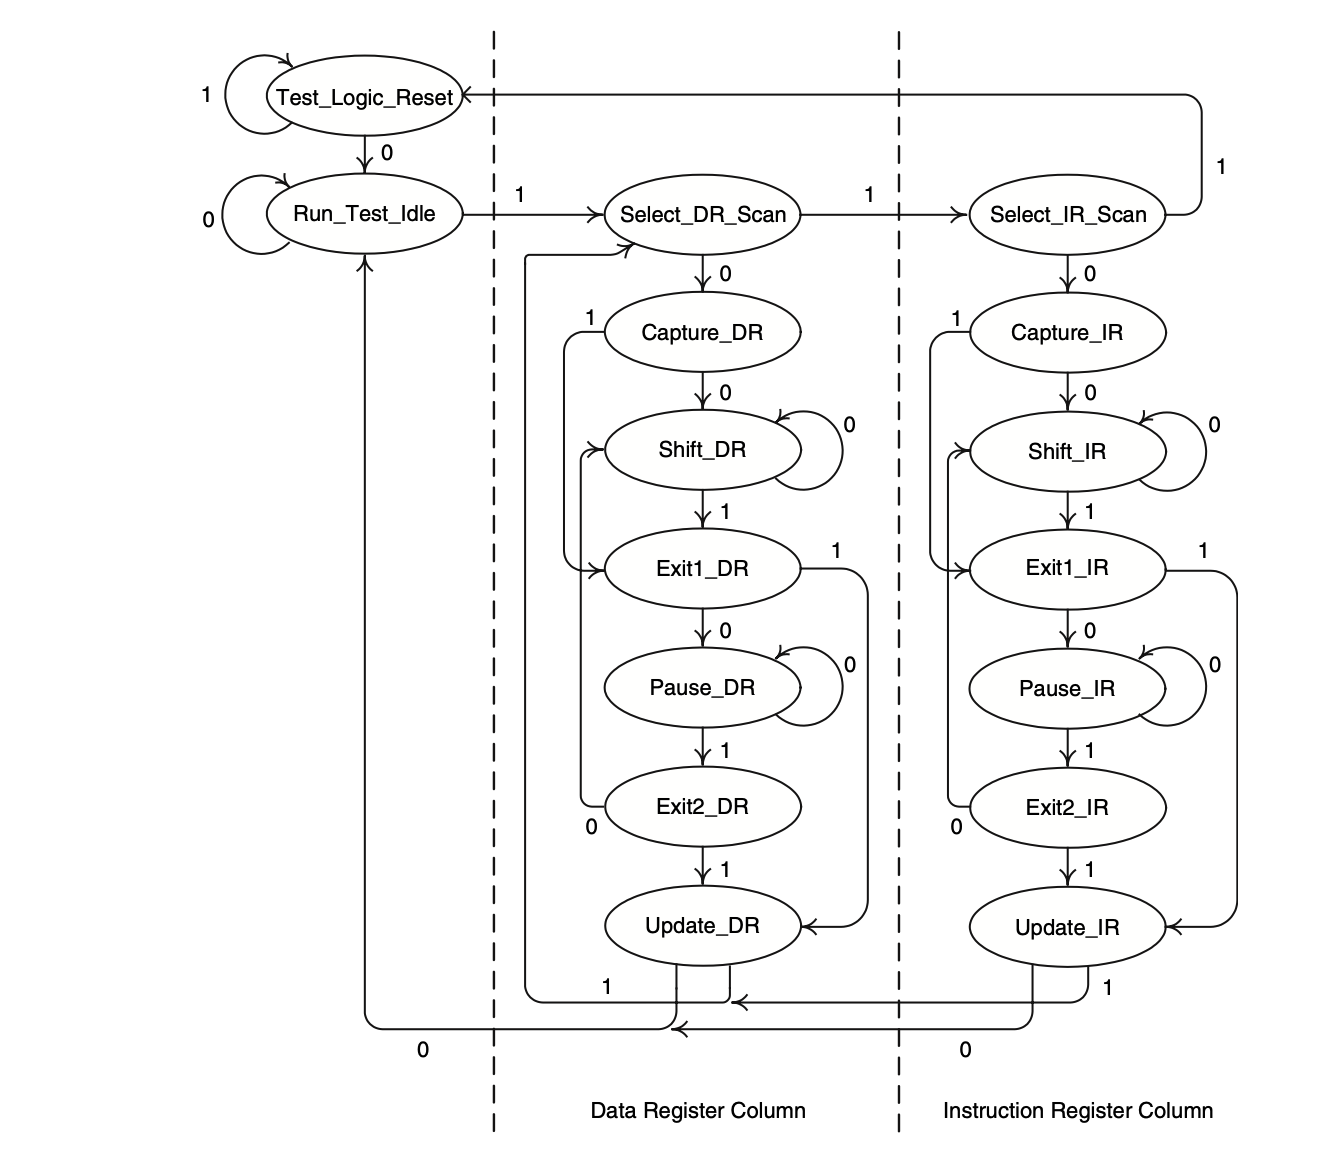 1
Test_Logic_Reset
0
1
0
Run_Test_Idle
1
Select_DR_Scan
1
Select_IR_Scan
0
0
1
Capture_DR
1
Capture_IR
0
0
Shift_DR
0
Shift_IR
0
1
1
Exit1_DR
1
Exit1_IR
1
0
0
Pause_DR
0
Pause_IR
0
1
1
Exit2_DR
Exit2_IR
0
0
1
1
Update_DR
Update_IR
1
1
0
0
Data Register Column
Instruction Register Column